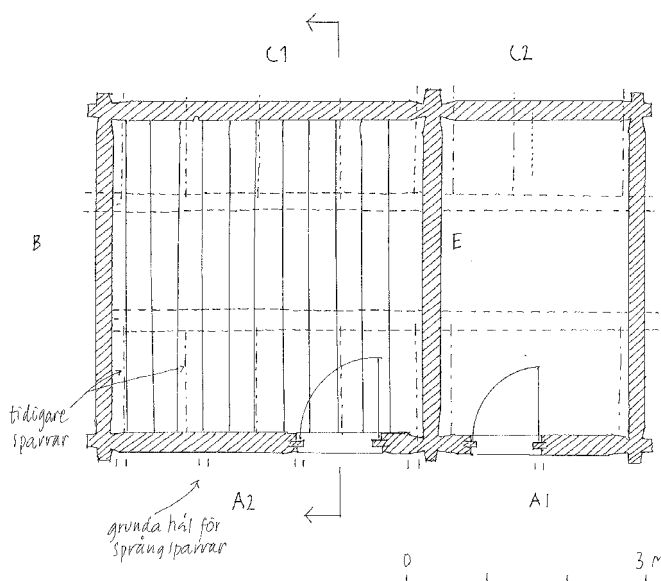 C1
C2
B
E
tidigare
sparrar
A2
A1
grunda hål för
språngsparrar
0
3 m